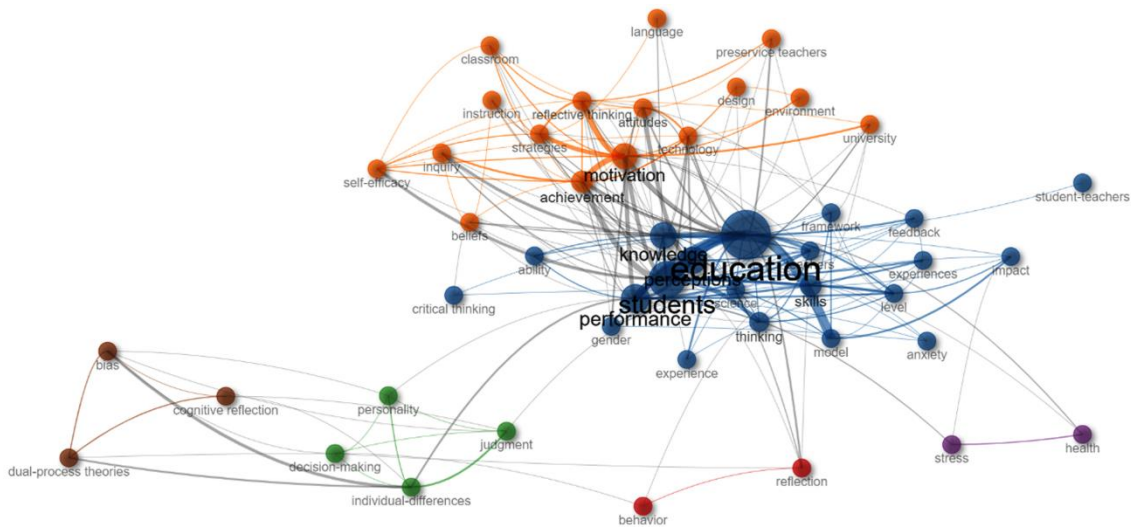 language
classroom
preservice teachers
design
environment
instruction
reflective thinking
attitudes
university
strategies
technology
inquiry
motivation
self-efficacy
achievement
student-teachers
beliefs
framework
feedback
knowledge
ability
experiences
impact
education
perceptions
critical thinking
science
skills
level
students
performance
gender
thinking
model
anxiety
experience
bias
cognitive reflection
personality
judgment
stress
health
dual-process theories
decision-making
reflection
individual-differences
behavior